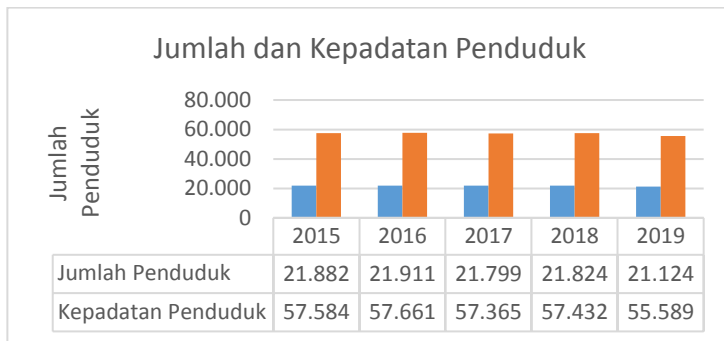 Jumlah dan Kepadatan Penduduk
Jumlah
Penduduk
80.000
60.000
40.000
20.000
0
2015 2016 2017 2018 2019
Jumlah Penduduk 21.882 21.911 21.799 21.824 21.124
Kepadatan Penduduk 57.584 57.661 57.365 57.432 55.589